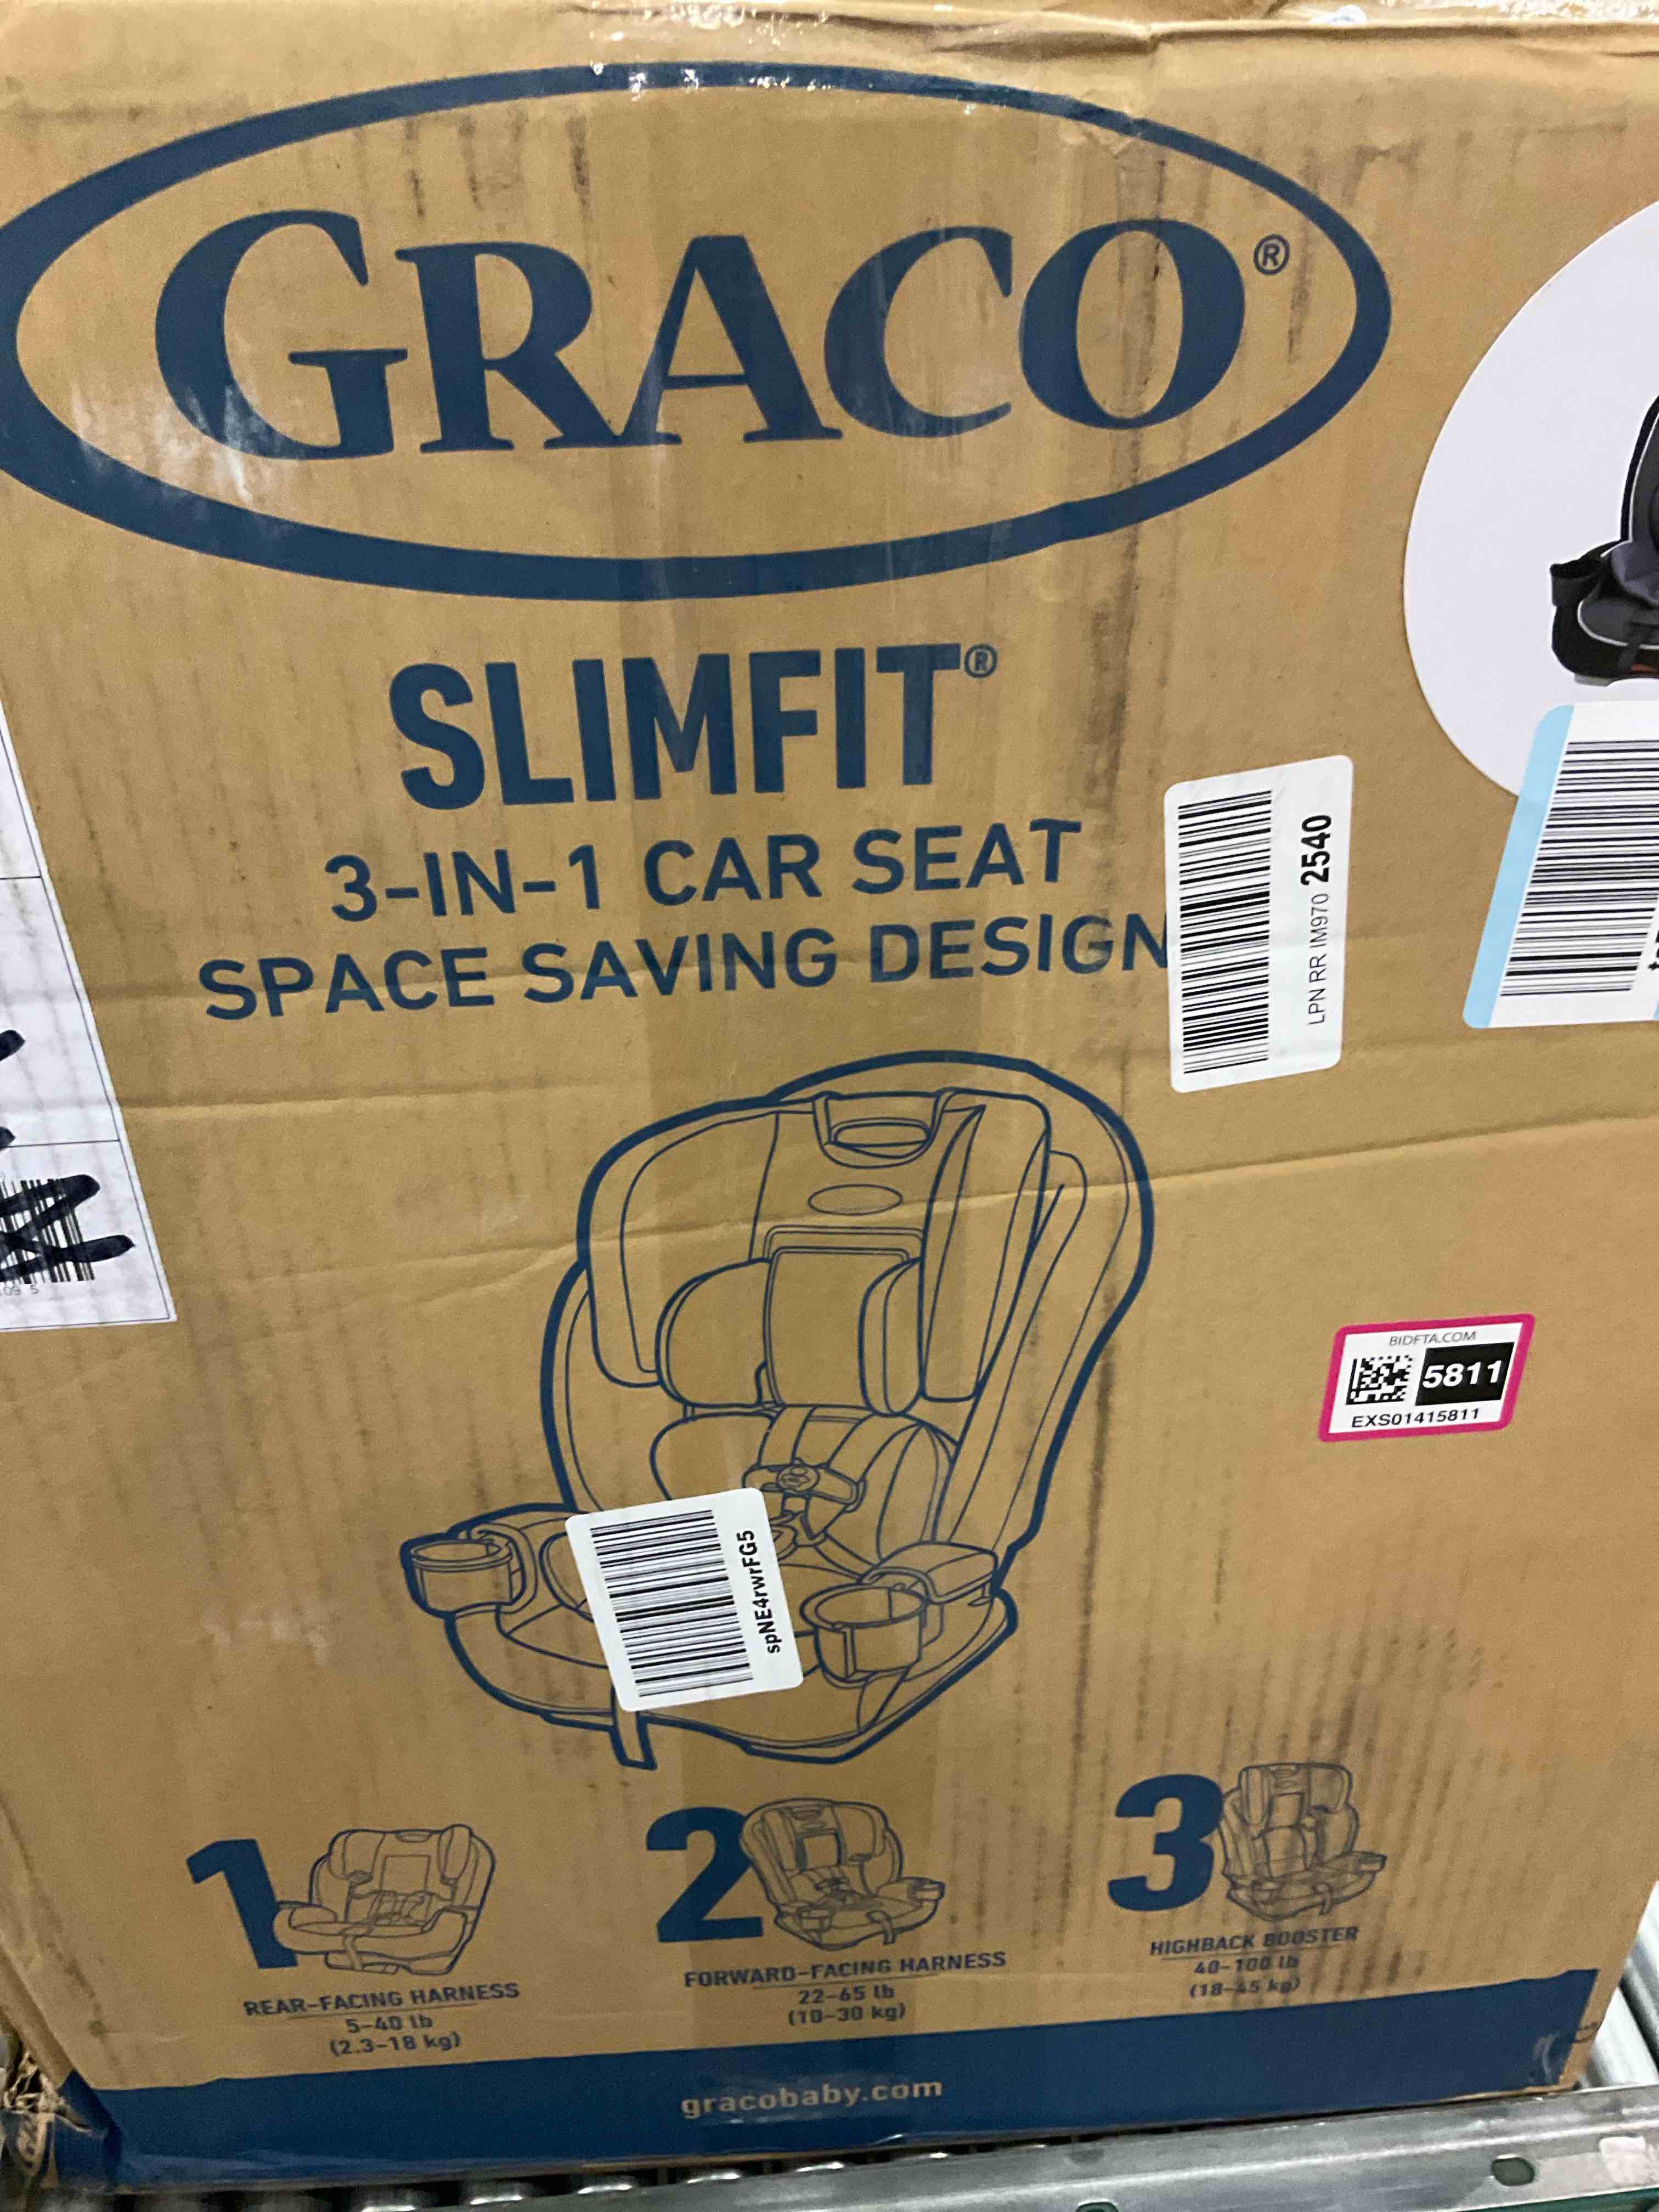 GRACO®
SLIMFIT®
3-IN-1 CAR SEAT
SPACE SAVING DESIGN
LPN RR IM970 2540
09 5
BIDFTA.COM
5811
EXS01415811
spNE4rwrFG5
1
REAR-FACING HARNESS
5-40 lb
(2.3-18 kg)
2
FORWARD-FACING HARNESS
22-65 lb
(10-30 kg)
3
HIGHBACK BOOSTER
40-100 lb
(18-45 kg)
gracobaby.com